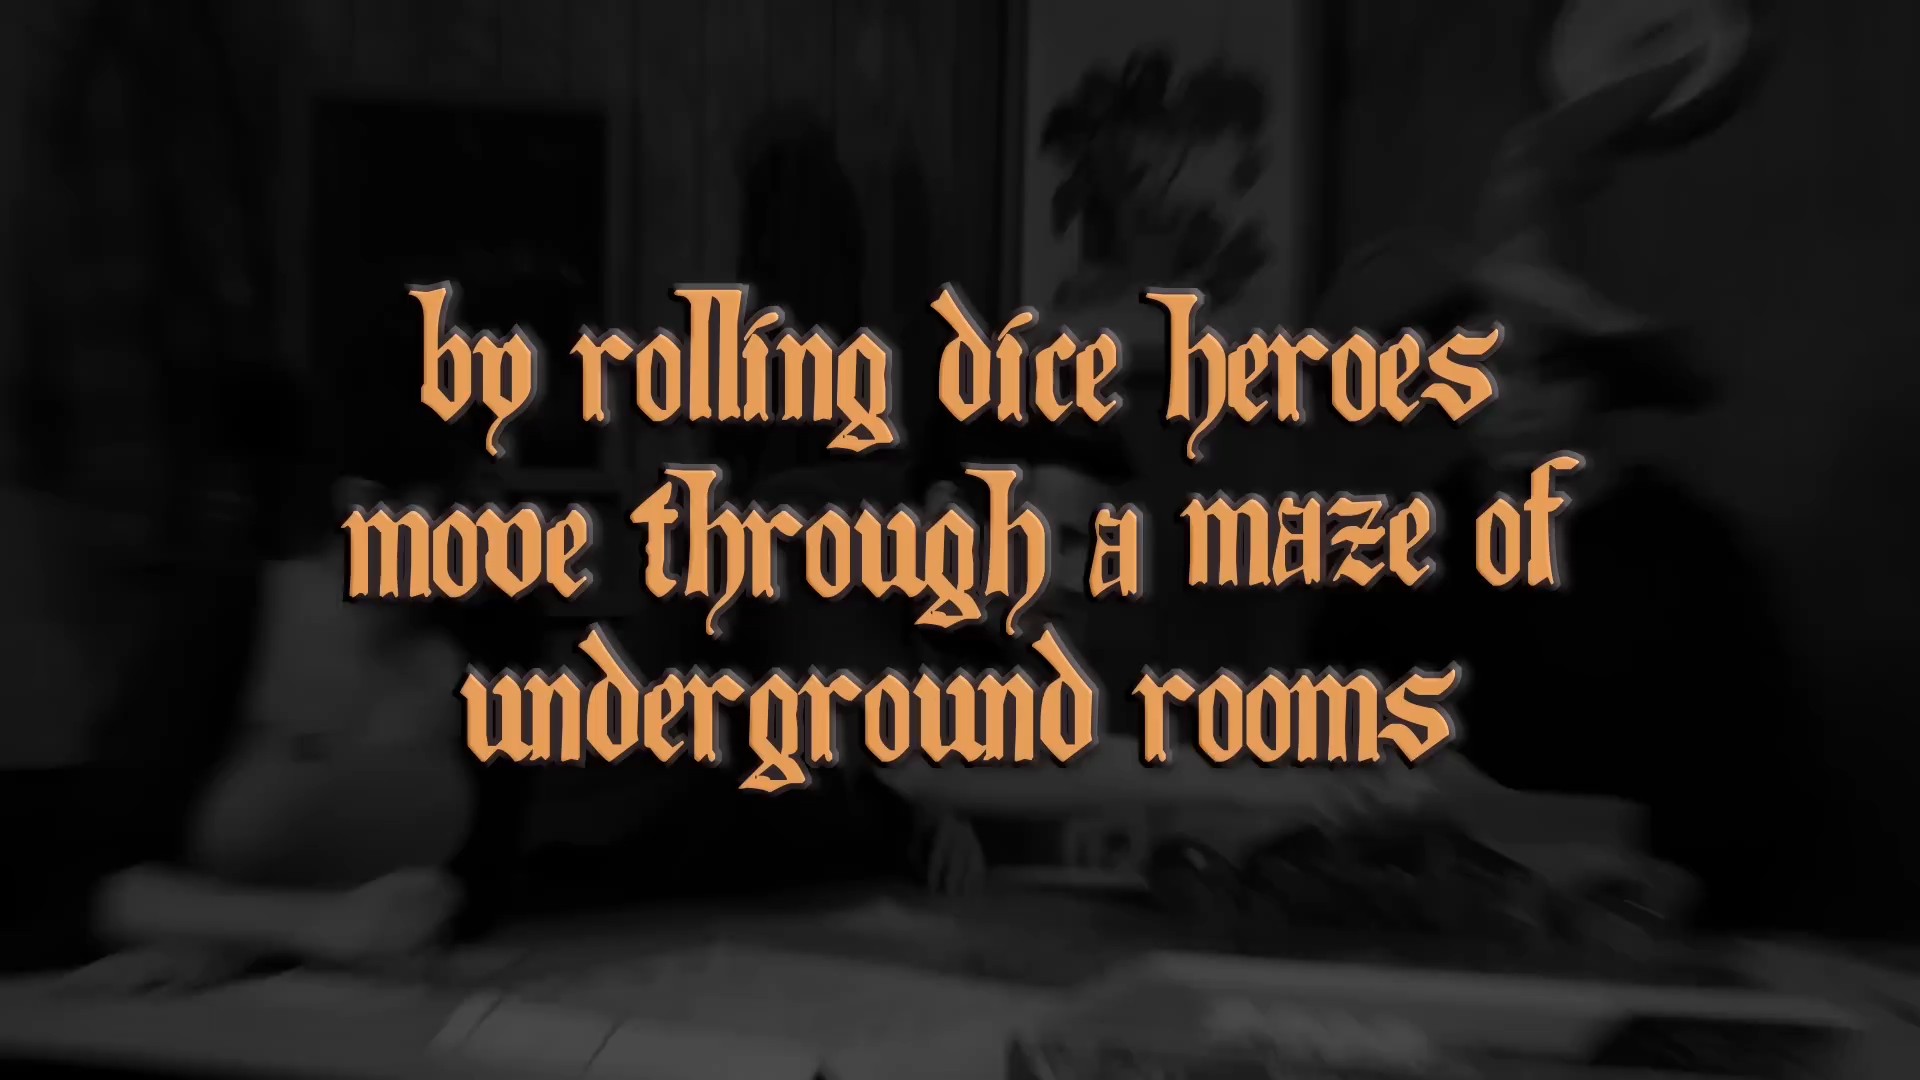 by rolling dice heroes
move through a maze of
underground rooms